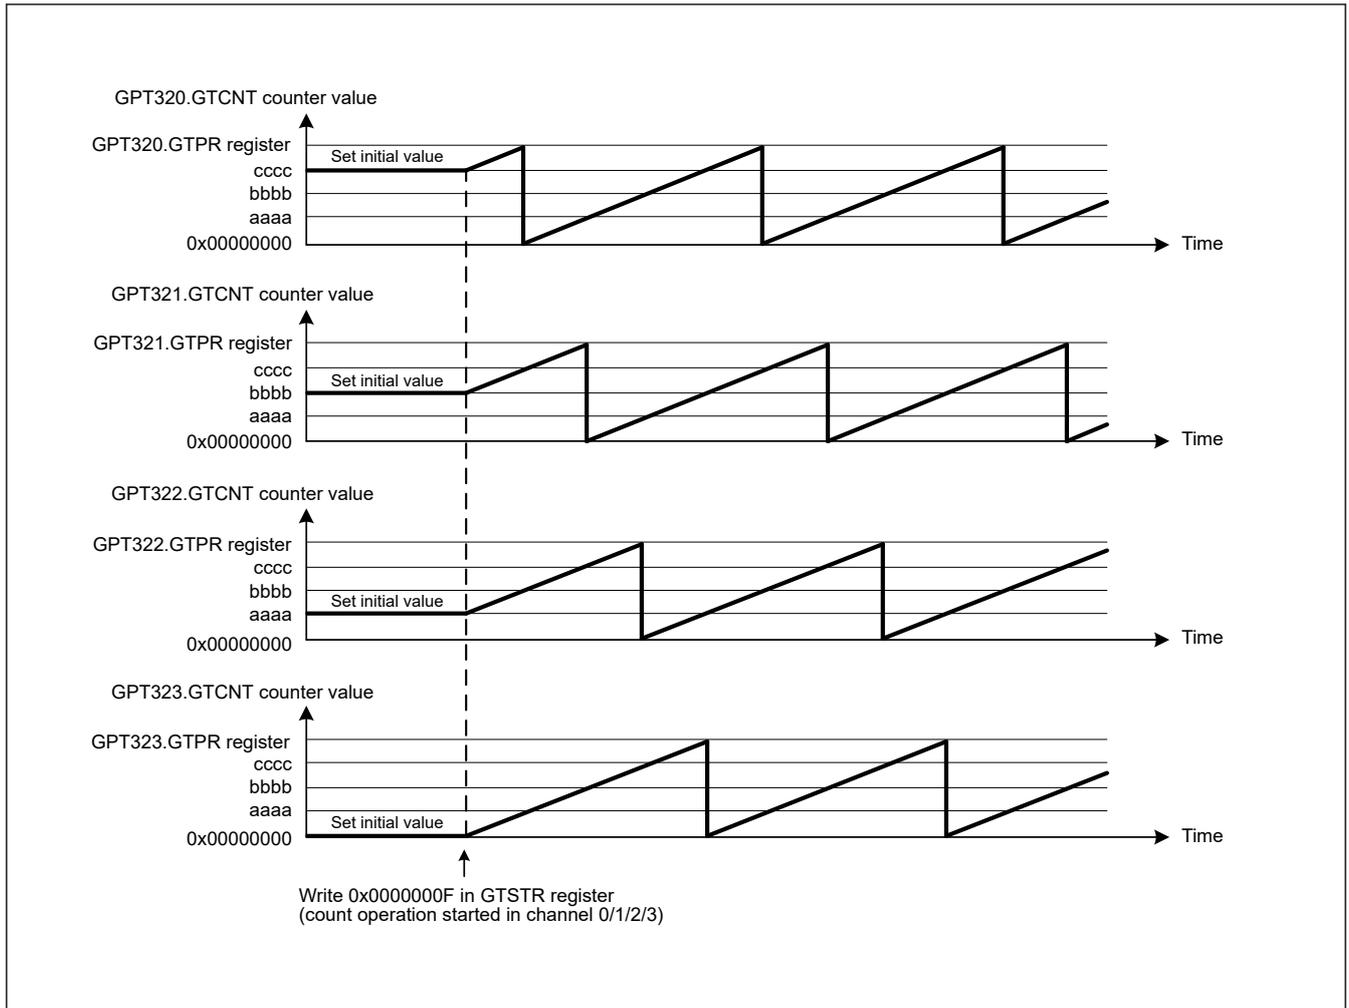 GPT320.GTCNT counter value
GPT320.GTPR register
Set initial value
cccc
bbbb
aaaa
0x00000000
Time
GPT321.GTCNT counter value
GPT321.GTPR register
cccc
Set initial value
bbbb
aaaa
0x00000000
Time
GPT322.GTCNT counter value
GPT322.GTPR register
cccc
bbbb
Set initial value
aaaa
0x00000000
Time
GPT323.GTCNT counter value
GPT323.GTPR register
cccc
bbbb
aaaa
Set initial value
0x00000000
Time
Write 0x0000000F in GTSTR register
(count operation started in channel 0/1/2/3)